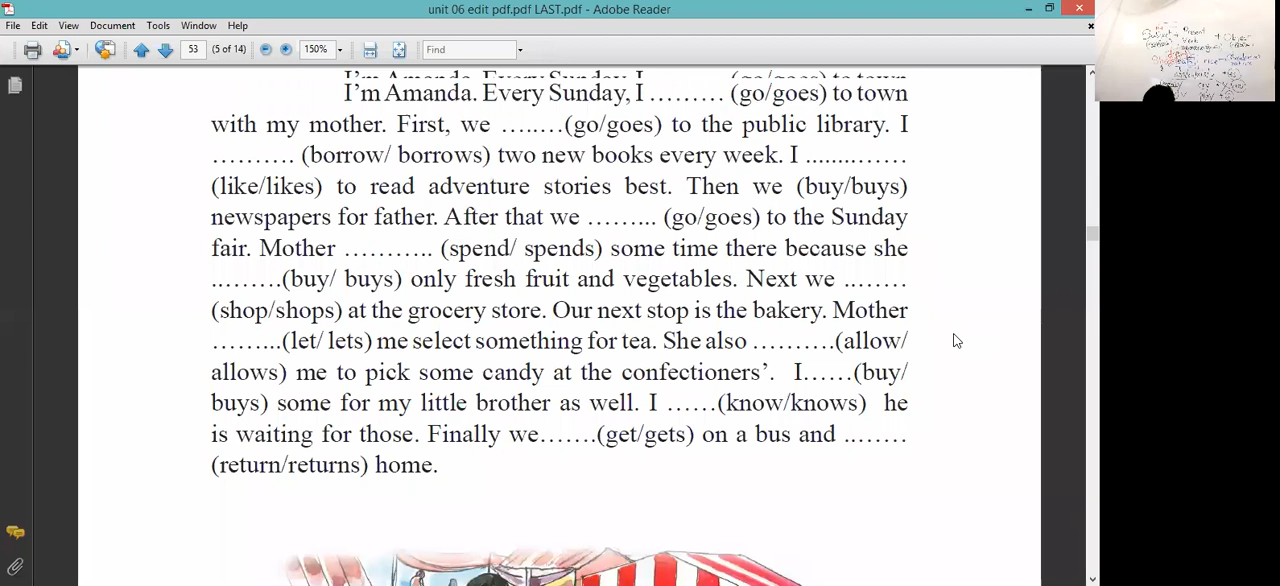 unit 06 edit pdf.pdf LAST.pdf - Adobe Reader
File Edit View Document Tools Window Help
53 (5 of 14) 150% Find
I'm Amanda. Every Sunday, I ……… (go/goes) to town
with my mother. First, we ….….…(go/goes) to the public library. I
………. (borrow/ borrows) two new books every week. I ........……
(like/likes) to read adventure stories best. Then we (buy/buys)
newspapers for father. After that we ……... (go/goes) to the Sunday
fair. Mother ……….. (spend/ spends) some time there because she
...……(buy/ buys) only fresh fruit and vegetables. Next we ...……
(shop/shops) at the grocery store. Our next stop is the bakery. Mother
……...(let/ lets) me select something for tea. She also ……….(allow/
allows) me to pick some candy at the confectioners’. I……(buy/
buys) some for my little brother as well. I ……(know/knows) he
is waiting for those. Finally we…….(get/gets) on a bus and ...……
(return/returns) home.